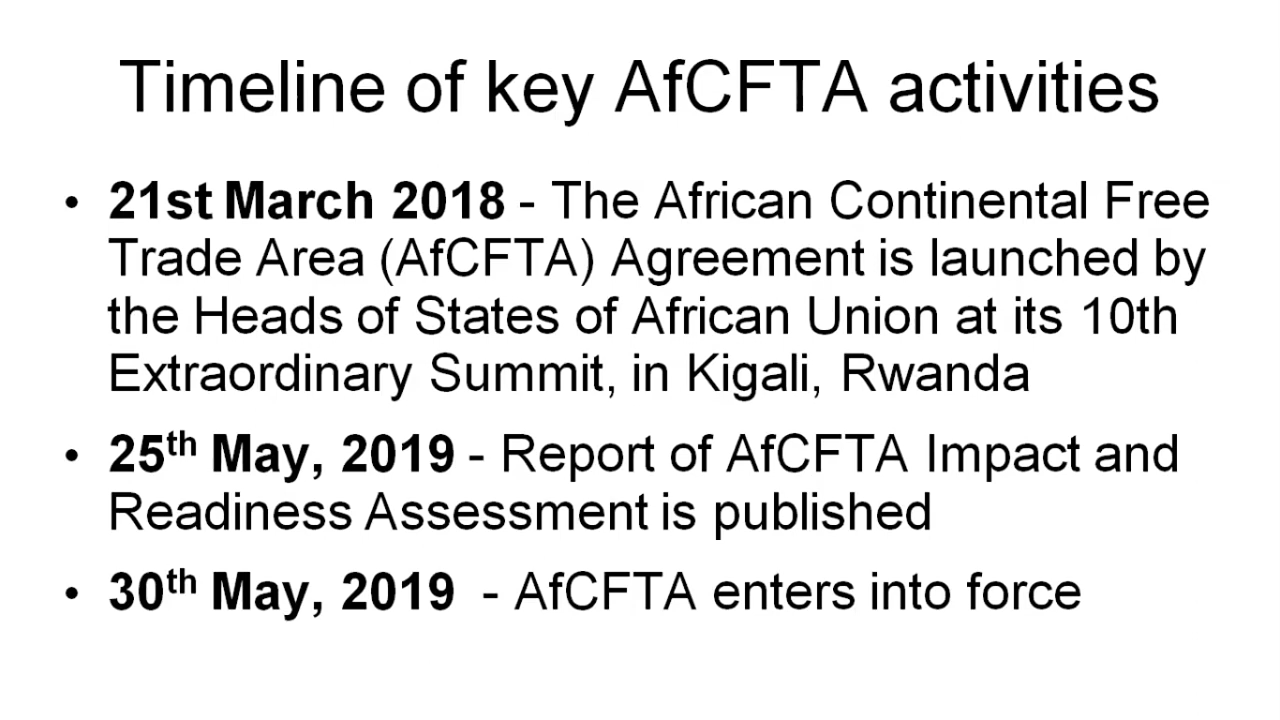 Timeline of key AfCFTA activities
• 21st March 2018 - The African Continental Free
Trade Area (AfCFTA) Agreement is launched by
the Heads of States of African Union at its 10th
Extraordinary Summit, in Kigali, Rwanda
• 25th May, 2019 - Report of AfCFTA Impact and
Readiness Assessment is published
• 30th May, 2019 - AfCFTA enters into force